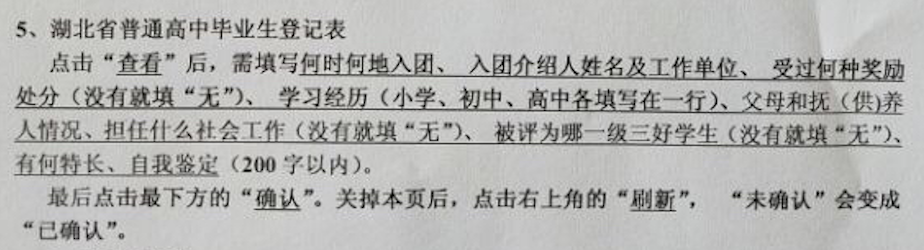 5、湖北省普通高中毕业生登记表
点击“查看”后，需填写何时何地入团、 入团介绍人姓名及工作单位、 受过何种奖励
处分（没有就填“无”）、 学习经历（小学、初中、高中各填写在一行）、父母和抚（供)养
人情况、担任什么社会工作（没有就填“无”）、 被评为哪一级三好学生（没有就填“无”）、
有何特长、自我鉴定（200 字以内）。
最后点击最下方的“确认”。关掉本页后，点击右上角的“刷新”， “未确认”会变成
“已确认”。